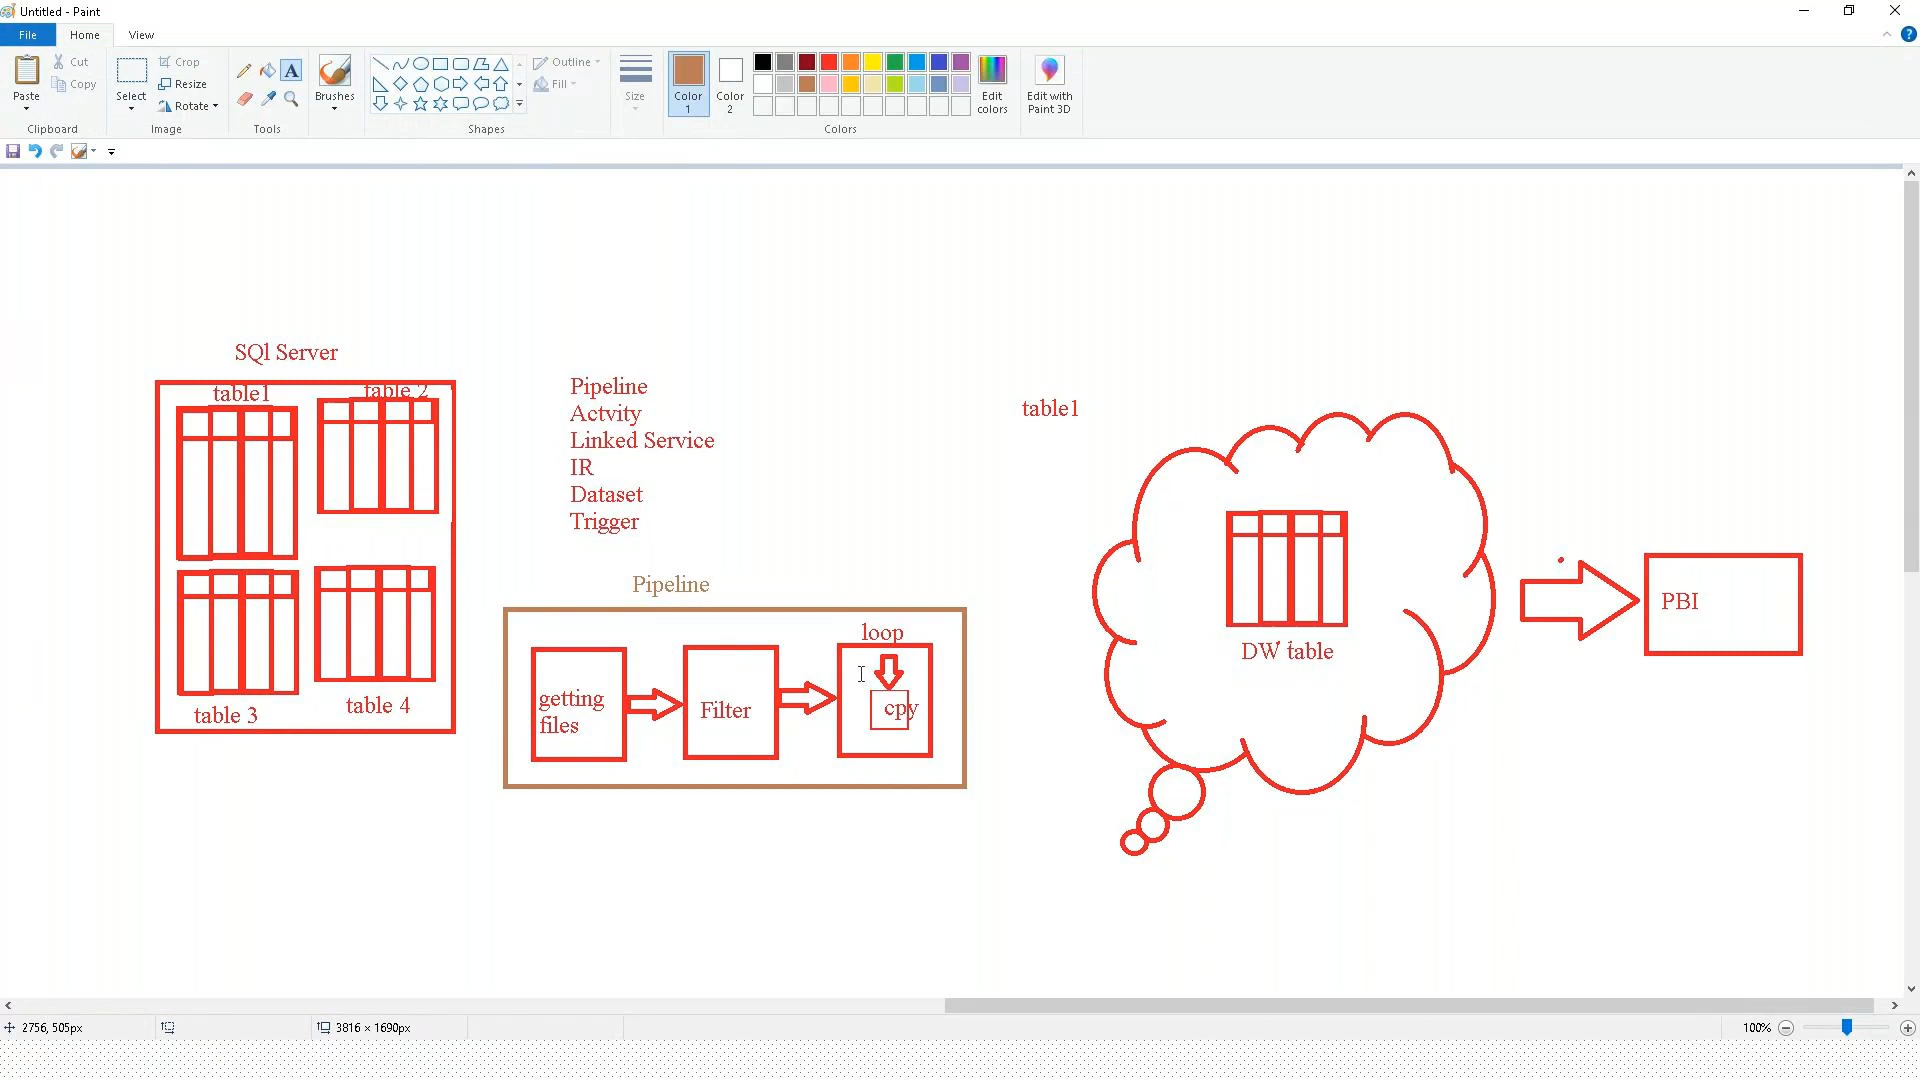 Untitled - Paint
File
Home
View
Paste
Cut
Copy
Clipboard
Select
Crop
Resize
Rotate
Image
A
Tools
Brushes
Outline
Fill
Shapes
Size
Color 1
Color 2
Edit colors
Colors
Edit with Paint 3D
SQl Server
table1
table 2
table 3
table 4
Pipeline
Actvity
Linked Service
IR
Dataset
Trigger
Pipeline
getting
files
Filter
loop
cpy
table1
DW table
PBI
2756, 505px
3816 × 1690px
100%